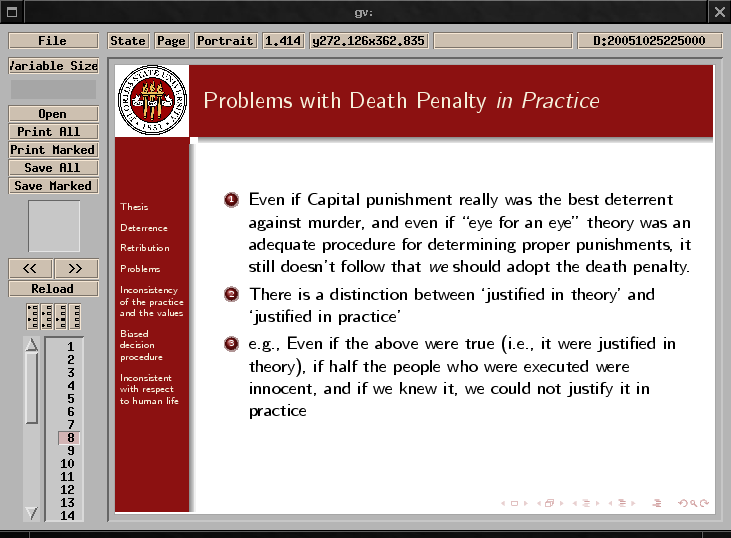 gv:
File
State
Page
Portrait
1.414
y272.126x362.835
D:20051025225000
Variable Size
Open
Print All
Print Marked
Save All
Save Marked
<<
>>
Reload
1
2
3
4
5
6
7
8
9
10
11
12
13
14
FLORIDA STATE UNIVERSITY
1851
Problems with Death Penalty in Practice
Thesis
Deterrence
Retribution
Problems
Inconsistency
of the practice
and the values
Biased
decision
procedure
Inconsistent
with respect
to human life
1 Even if Capital punishment really was the best deterrent
against murder, and even if “eye for an eye” theory was an
adequate procedure for determining proper punishments, it
still doesn't follow that we should adopt the death penalty.
2 There is a distinction between ‘justified in theory’ and
‘justified in practice’
3 e.g., Even if the above were true (i.e., it were justified in
theory), if half the people who were executed were
innocent, and if we knew it, we could not justify it in
practice